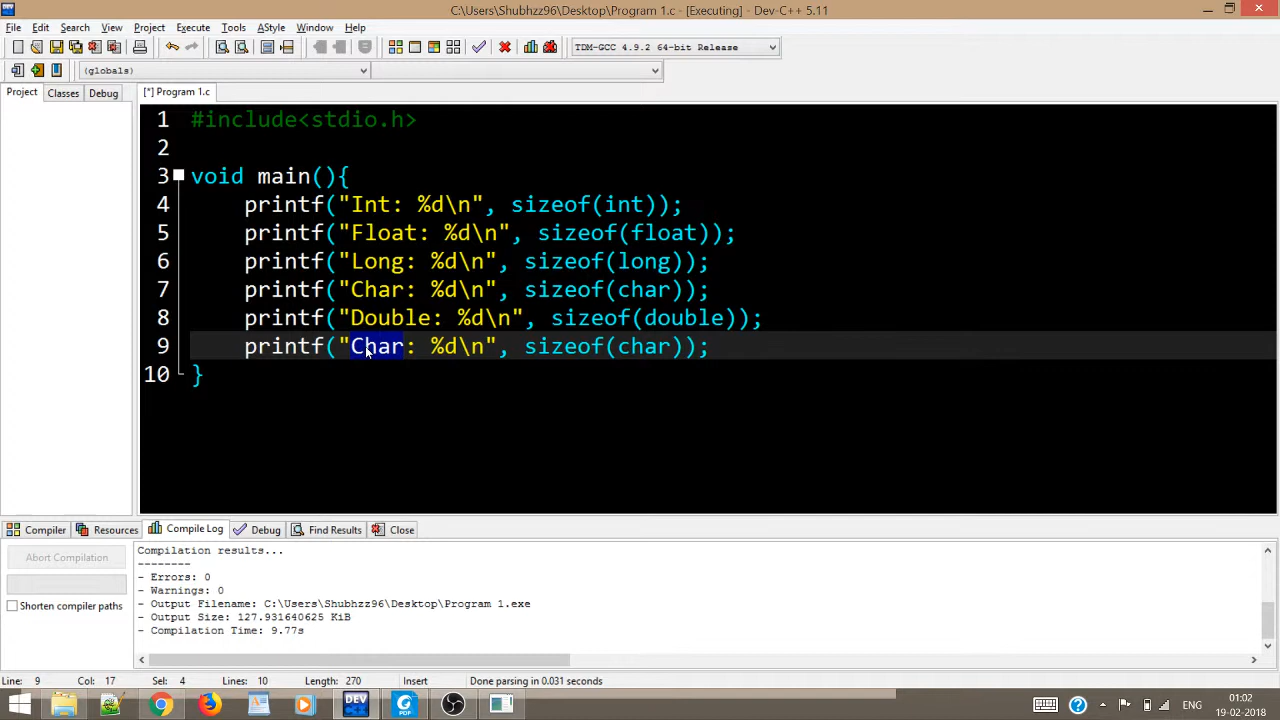 C:\Users\Shubhzz96\Desktop\Program 1.c - [Executing] - Dev-C++ 5.11
File Edit Search View Project Execute Tools AStyle Window Help
TDM-GCC 4.9.2 64-bit Release
(globals)
Project Classes Debug [*] Program 1.c
1 #include<stdio.h>
2
3 void main(){
4 printf("Int: %d\n", sizeof(int));
5 printf("Float: %d\n", sizeof(float));
6 printf("Long: %d\n", sizeof(long));
7 printf("Char: %d\n", sizeof(char));
8 printf("Double: %d\n", sizeof(double));
9 printf("Char: %d\n", sizeof(char));
10 }
Compiler Resources Compile Log Debug Find Results Close
Abort Compilation
Shorten compiler paths
Compilation results...
--------
- Errors: 0
- Warnings: 0
- Output Filename: C:\Users\Shubhzz96\Desktop\Program 1.exe
- Output Size: 127.931640625 KiB
- Compilation Time: 9.77s
Line: 9 Col: 17 Sel: 4 Lines: 10 Length: 270 Insert Done parsing in 0.031 seconds
DEV
C++
PDF
ENG
01:02
19-02-2018